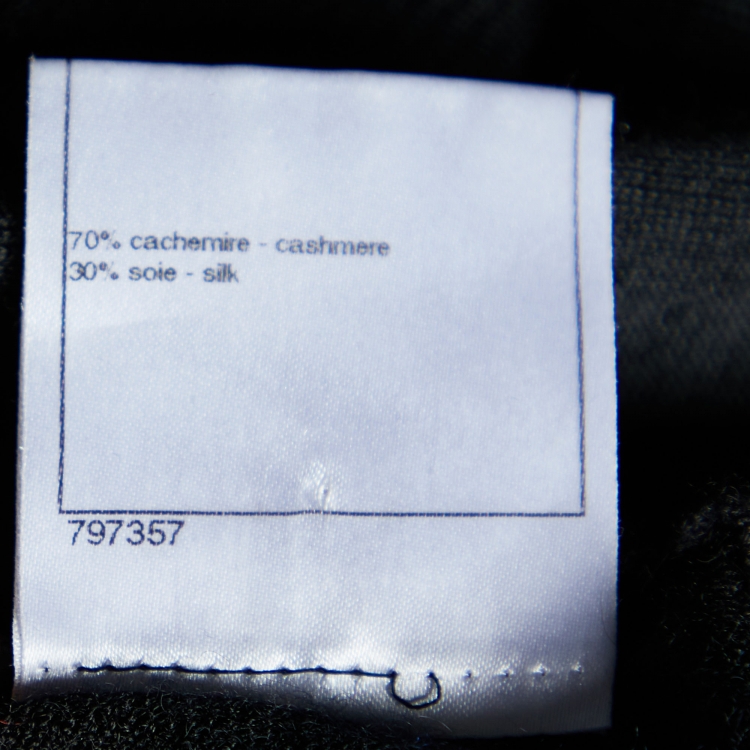 70% cachemire - cashmere
30% soie - silk
797357